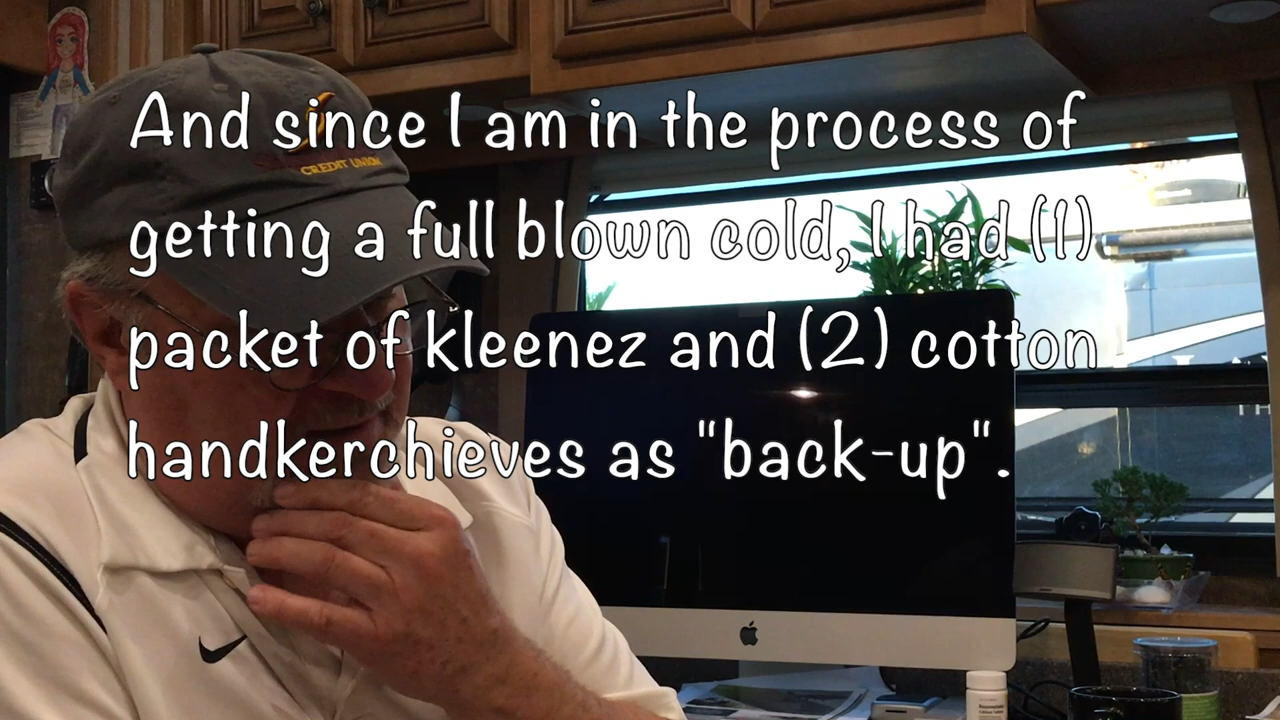 And since I am in the process of
getting a full blown cold, I had (1)
packet of kleenez and (2) cotton
handkerchieves as "back-up".
CREDIT UNION